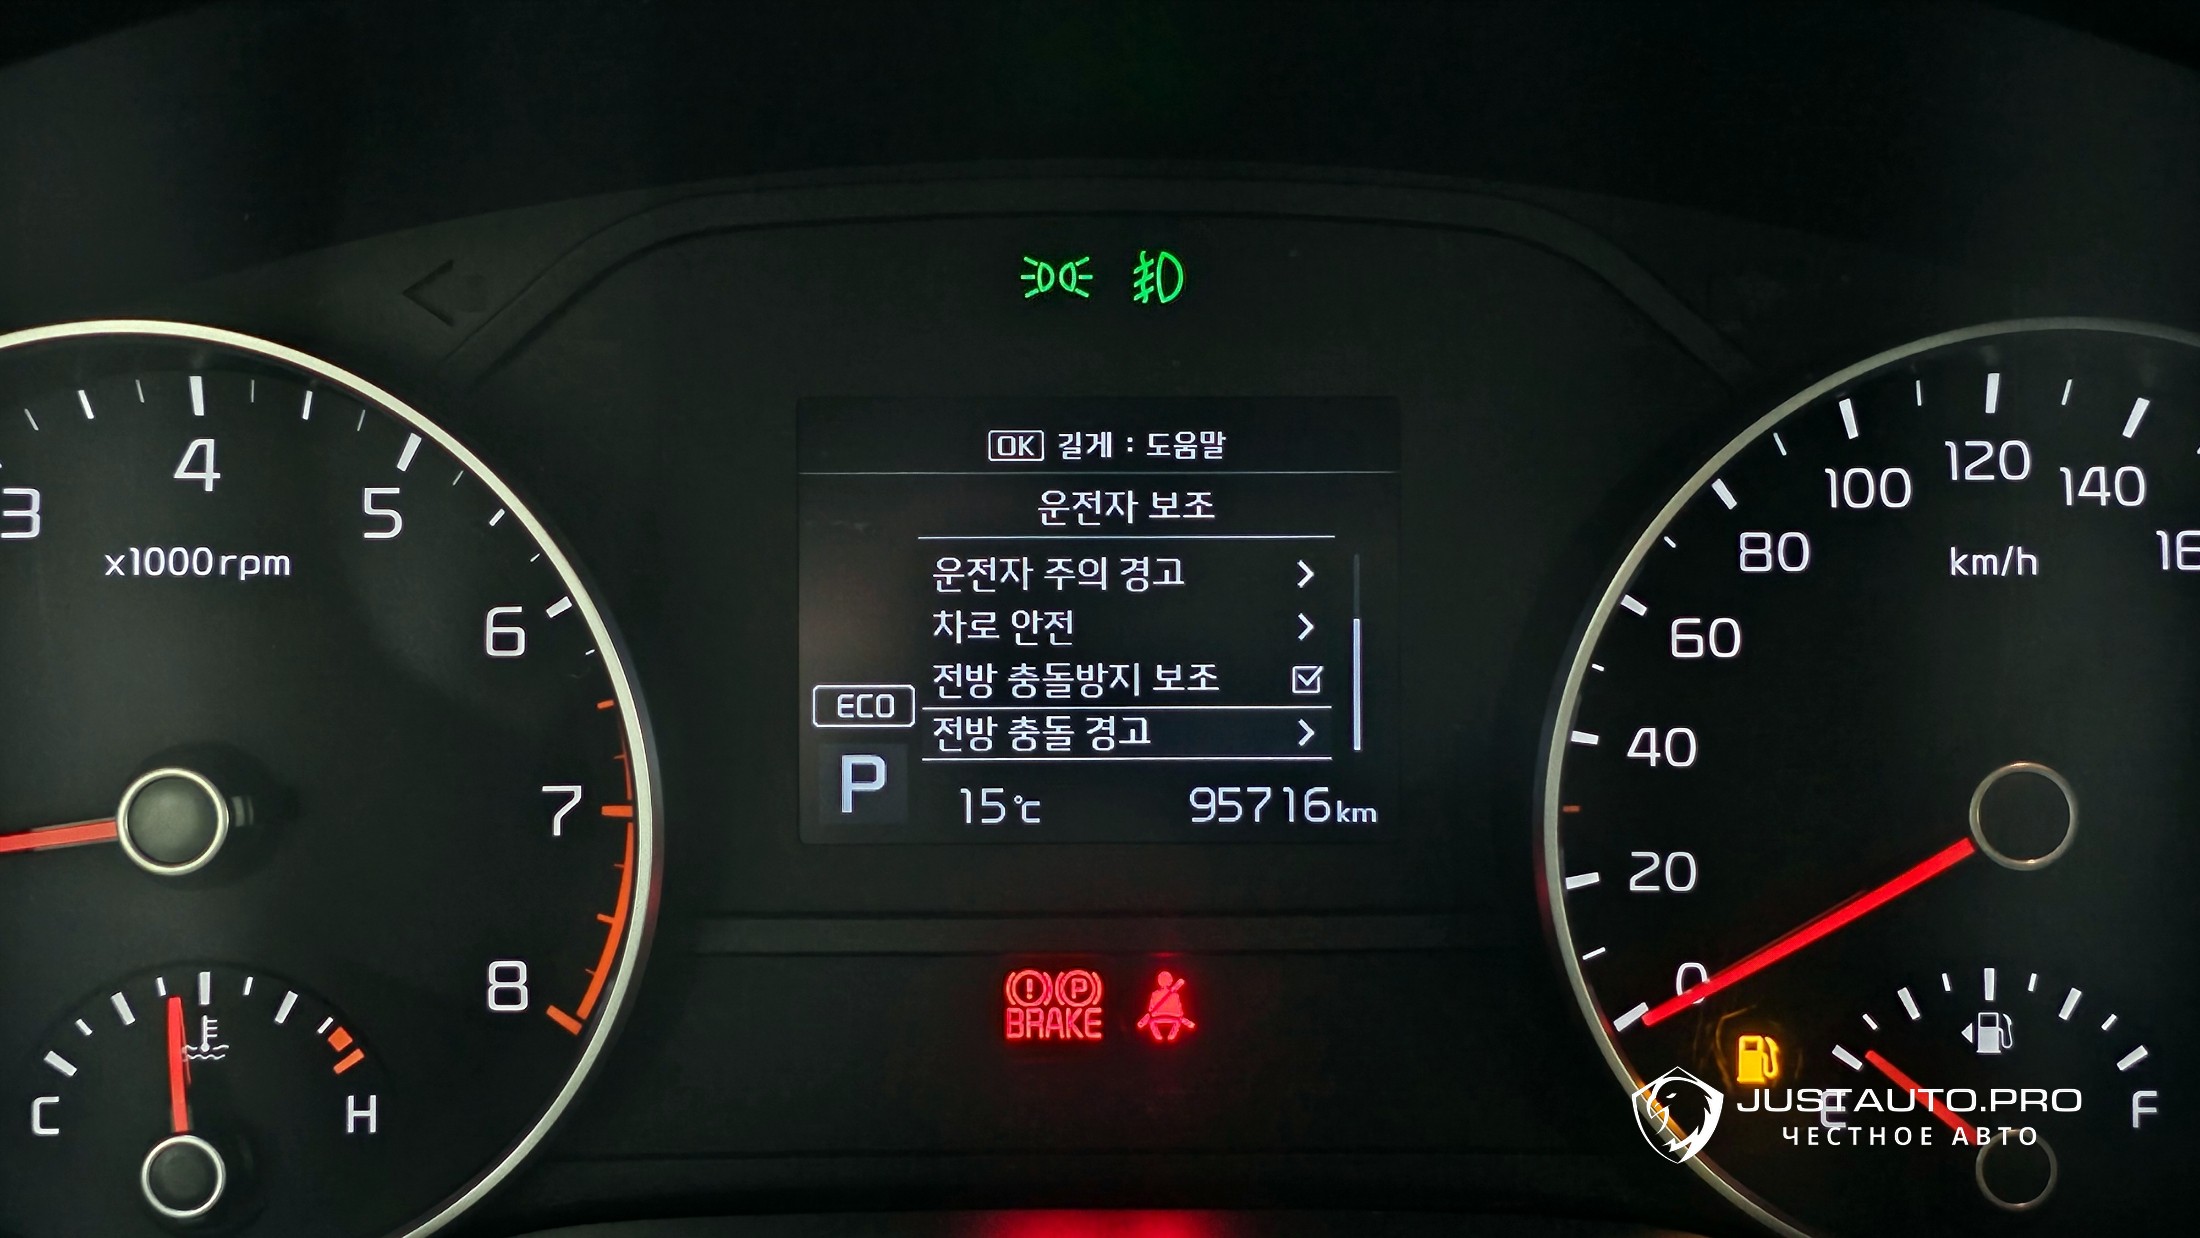 OK 길게 : 도움말
운전자 보조
운전자 주의 경고
차로 안전
전방 충돌방지 보조
전방 충돌 경고
ECO
P
15℃
95716km
3
4
5
6
7
8
x1000rpm
C
H
BRAKE
0
20
40
60
80
100
120
140
km/h
E
F
JUSTAUTO.PRO
ЧЕСТНОЕ АВТО